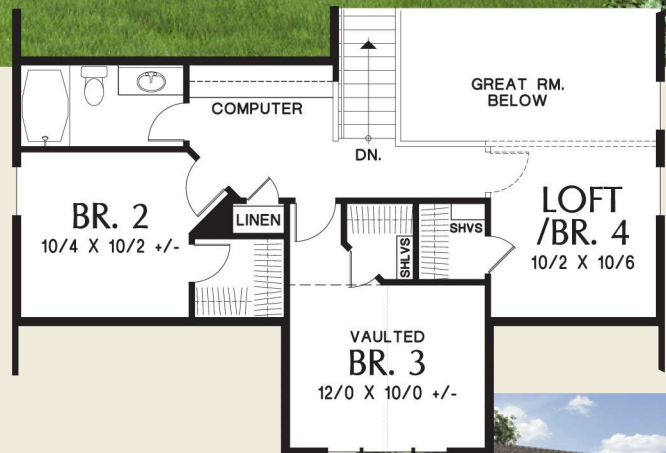 GREAT RM.
BELOW
COMPUTER
DN.
BR. 2
10/4 X 10/2 +/-
LINEN
SHLVS
SHVS
LOFT
/BR. 4
10/2 X 10/6
VAULTED
BR. 3
12/0 X 10/0 +/-